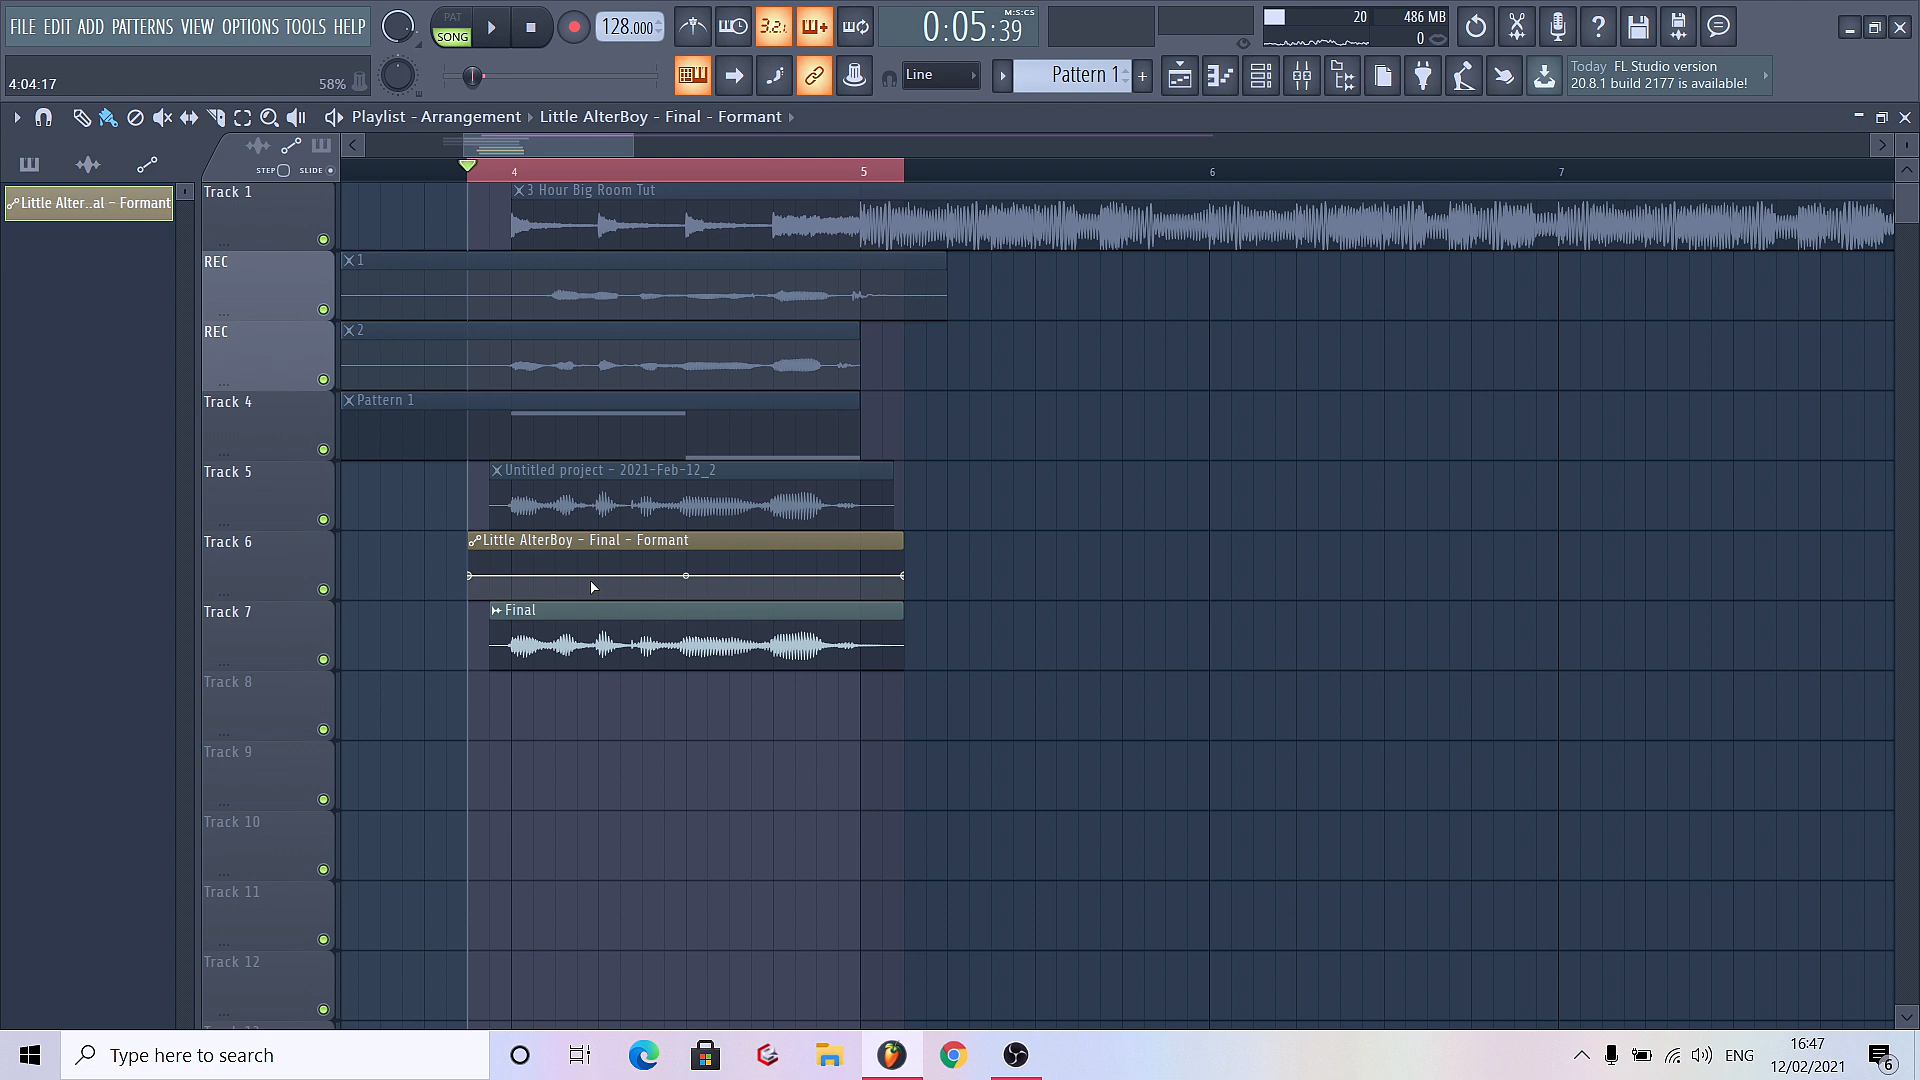 FILE EDIT ADD PATTERNS VIEW OPTIONS TOOLS HELP
PAT
SONG
128.000
3.2.
0:05:39
M:S:CS
20
486 MB
0
4:04:17
58%
Line
Pattern 1
+
Today FL Studio version
20.8.1 build 2177 is available!
Playlist - Arrangement
Little AlterBoy - Final - Formant
STEP
SLIDE
4
5
6
7
Little Alter..al - Formant
Track 1
3 Hour Big Room Tut
REC
1
REC
2
Track 4
Pattern 1
Track 5
Untitled project - 2021-Feb-12_2
Track 6
Little AlterBoy - Final - Formant
Track 7
Final
Track 8
Track 9
Track 10
Track 11
Track 12
Type here to search
ENG
16:47
12/02/2021
6